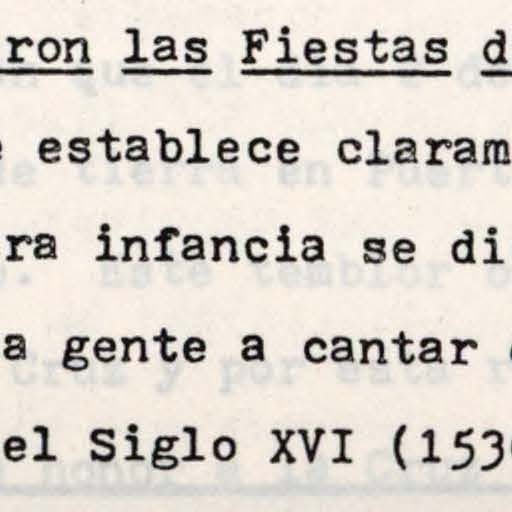 ron las Fiestas d
e establece claram
ra infancia se di
a gente a cantar
el Siglo XVI (153